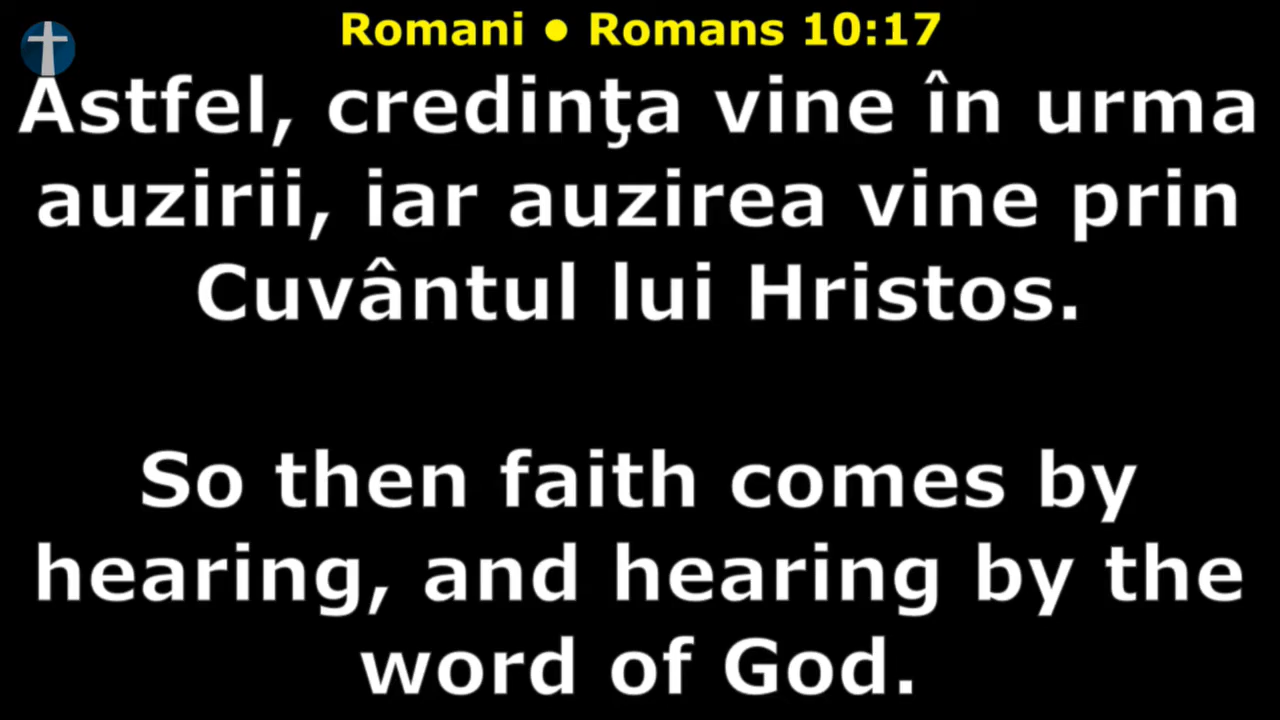 Romani ● Romans 10:17
Astfel, credinţa vine în urma
auzirii, iar auzirea vine prin
Cuvântul lui Hristos.
So then faith comes by
hearing, and hearing by the
word of God.